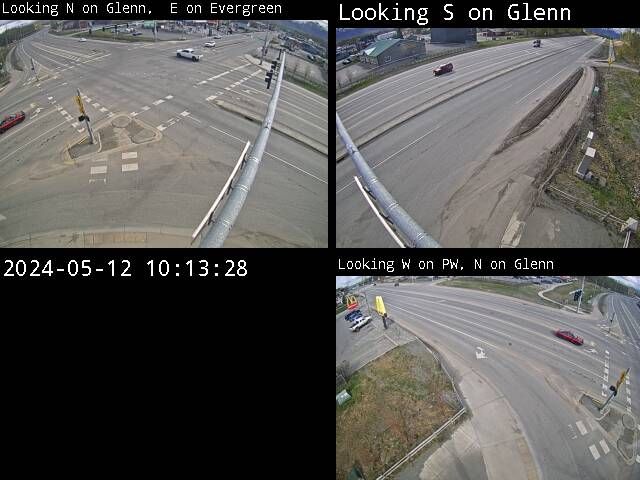 Looking N on Glenn,  E on Evergreen
Looking S on Glenn
2024-05-12 10:13:28
Looking W on PW, N on Glenn